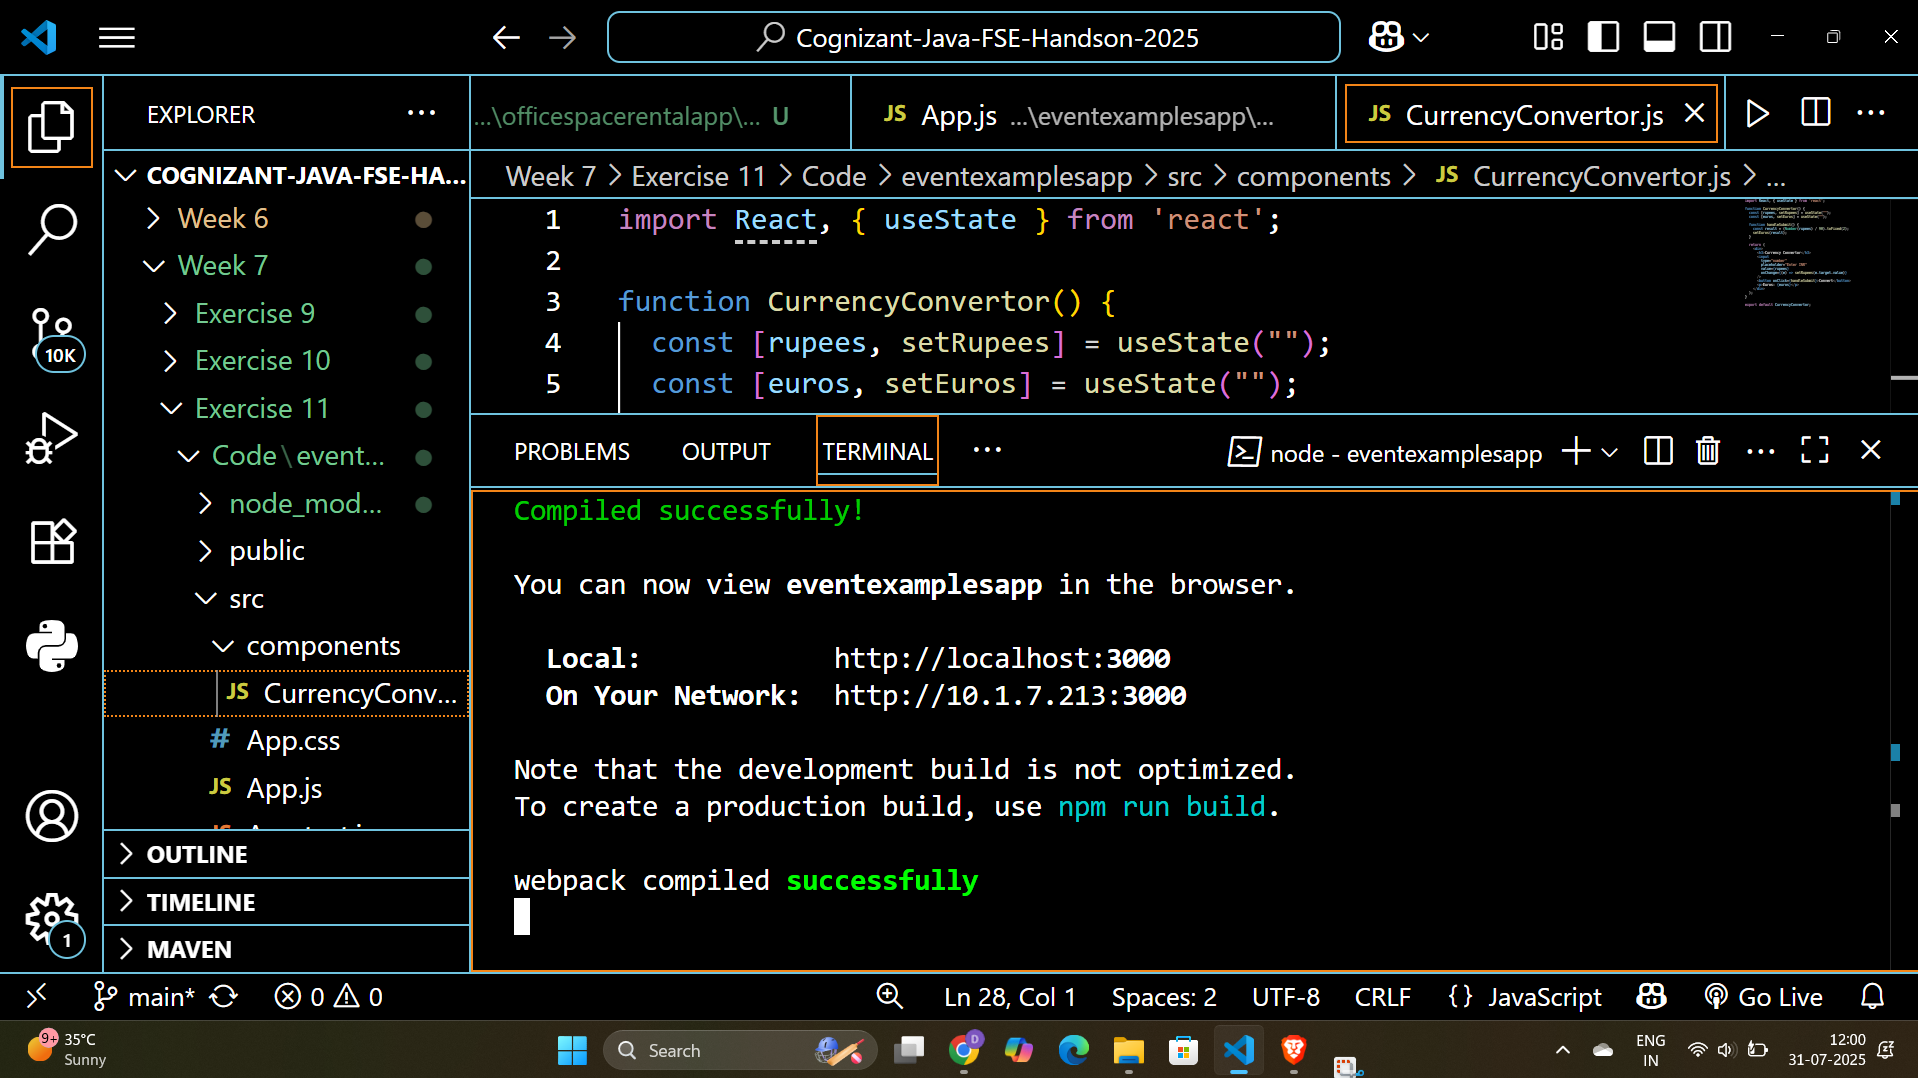 Cognizant-Java-FSE-Handson-2025
EXPLORER
COGNIZANT-JAVA-FSE-HA...
Week 6
Week 7
Exercise 9
Exercise 10
Exercise 11
Code\event...
node_mod...
public
src
components
JS CurrencyConv...
# App.css
JS App.js
OUTLINE
TIMELINE
MAVEN
10K
1
...\officespacerentalapp\... U
JS App.js ...\eventexamplesapp\...
JS CurrencyConvertor.js
Week 7 > Exercise 11 > Code > eventexamplesapp > src > components > JS CurrencyConvertor.js > ...
1 import React, { useState } from 'react';
2
3 function CurrencyConvertor() {
4 const [rupees, setRupees] = useState("");
5 const [euros, setEuros] = useState("");
PROBLEMS OUTPUT TERMINAL ... node - eventexamplesapp
Compiled successfully!
You can now view eventexamplesapp in the browser.
Local: http://localhost:3000
On Your Network: http://10.1.7.213:3000
Note that the development build is not optimized.
To create a production build, use npm run build.
webpack compiled successfully
main* 0 0 Ln 28, Col 1 Spaces: 2 UTF-8 CRLF {} JavaScript Go Live
9+ 35°C
Sunny
Search
D
ENG
IN
12:00
31-07-2025